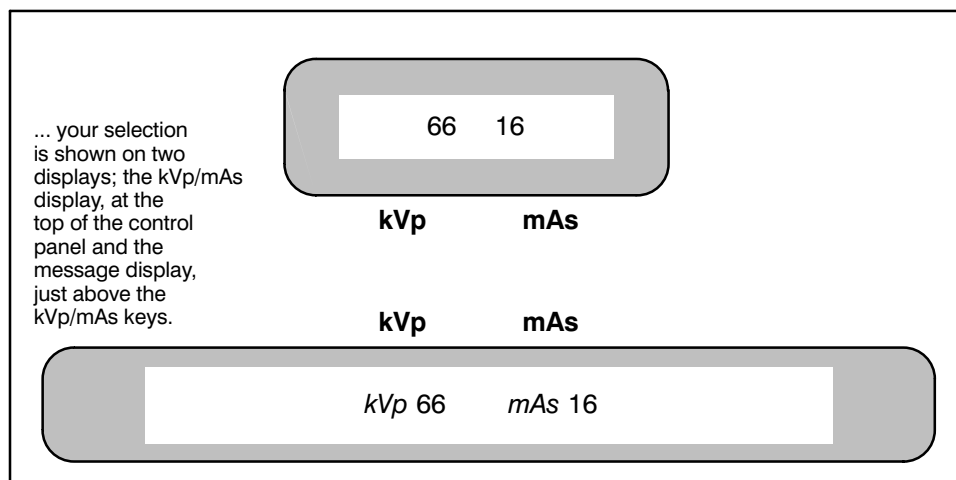 66 16
... your selection
is shown on two
displays; the kVp/mAs
display, at the
top of the control
panel and the
message display,
just above the
kVp/mAs keys.
kVp mAs
kVp mAs
kVp 66 mAs 16